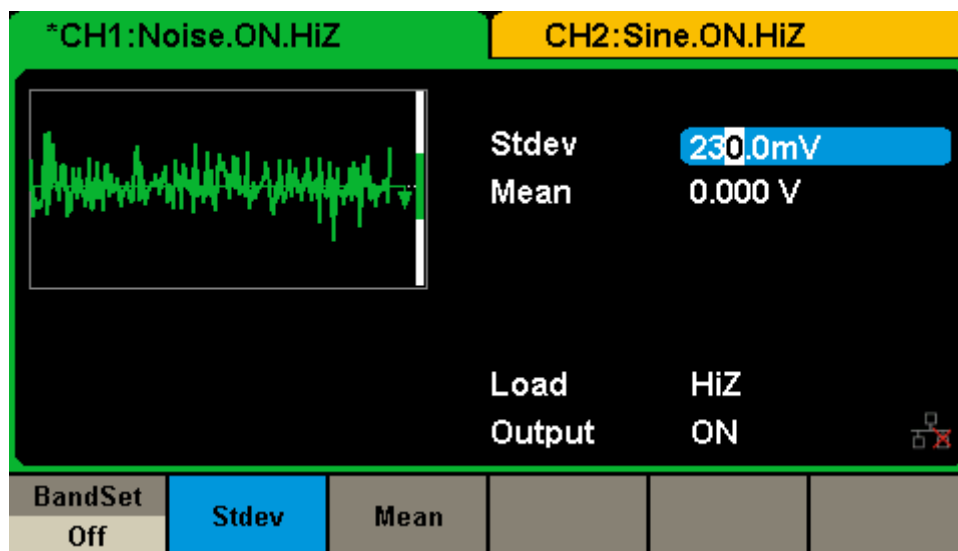 *CH1:Noise.ON.HiZ
CH2:Sine.ON.HiZ
Stdev 230.0mV
Mean 0.000 V
Load HiZ
Output ON
BandSet
Off
Stdev
Mean